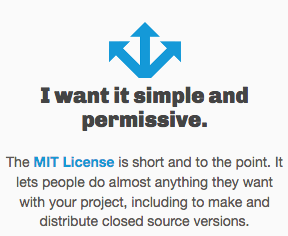 I want it simple and
permissive.
The MIT License is short and to the point. It
lets people do almost anything they want
with your project, including to make and
distribute closed source versions.